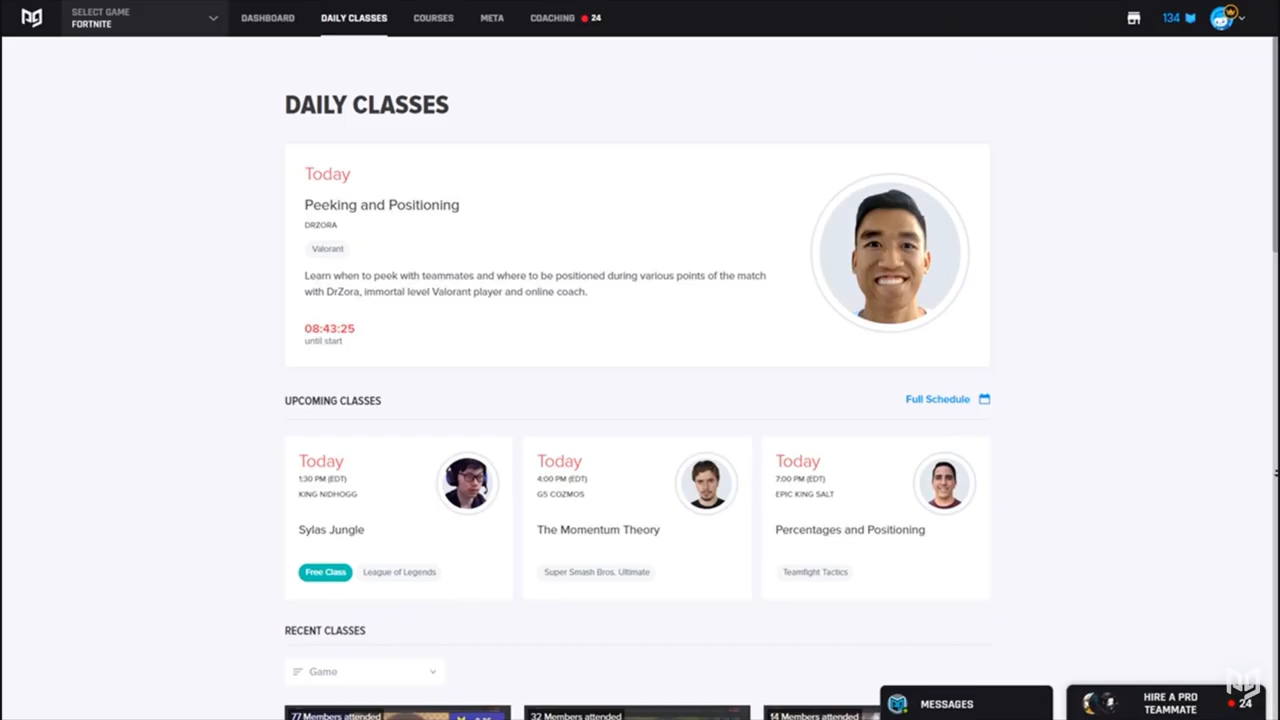 SELECT GAME
FORTNITE
DASHBOARD
DAILY CLASSES
COURSES
META
COACHING
24
134
DAILY CLASSES
Today
Peeking and Positioning
DRZORA
Valorant
Learn when to peek with teammates and where to be positioned during various points of the match
with DrZora, immortal level Valorant player and online coach.
08:43:25
until start
UPCOMING CLASSES
Full Schedule
Today
1:30 PM (EDT)
KING NIDHOGG
Sylas Jungle
Free Class
League of Legends
Today
4:00 PM (EDT)
G5 COZMOS
The Momentum Theory
Super Smash Bros. Ultimate
Today
7:00 PM (EDT)
EPIC KING SALT
Percentages and Positioning
Teamfight Tactics
RECENT CLASSES
Game
77 Members attended
32 Members attended
14 Members attended
MESSAGES
HIRE A PRO
TEAMMATE
24